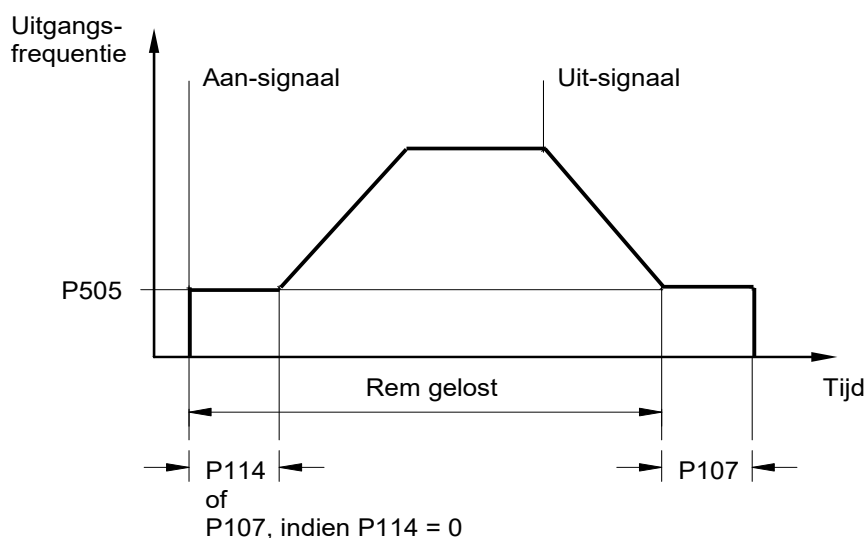 Uitgangs-
frequentie
Aan-signaal
Uit-signaal
P505
Rem gelost
Tijd
P114
of
P107, indien P114 = 0
P107